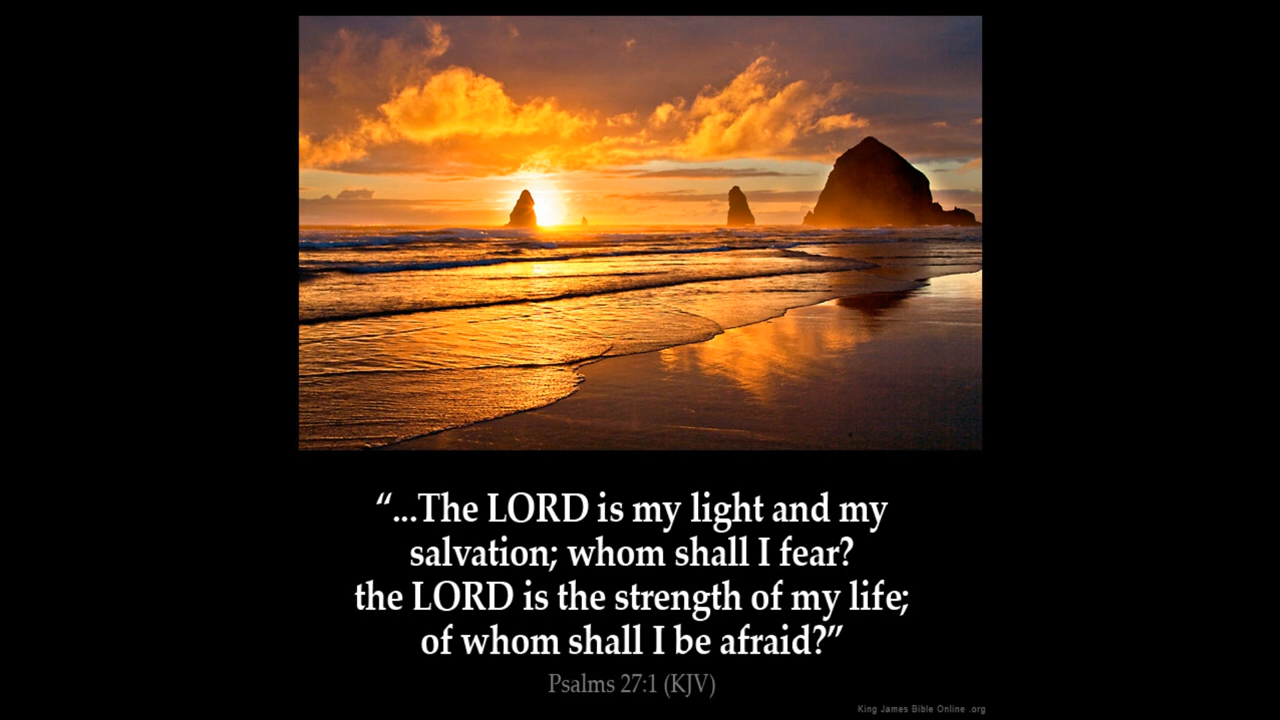 “...The LORD is my light and my
salvation; whom shall I fear?
the LORD is the strength of my life;
of whom shall I be afraid?”
Psalms 27:1 (KJV)
King James Bible Online .org